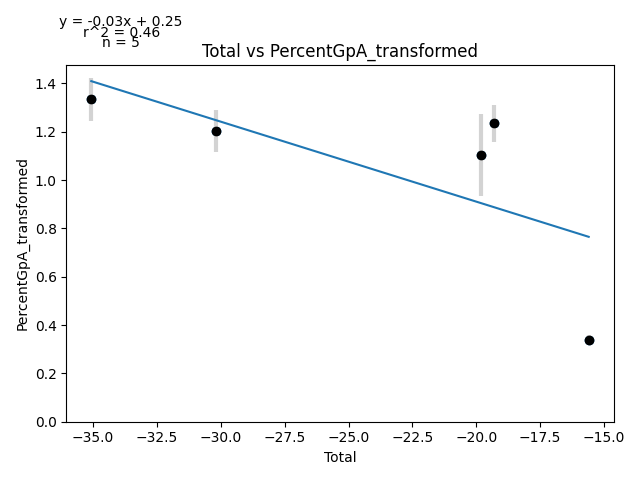 y = -0.03x + 0.25
r^2 = 0.46
n = 5
Total vs PercentGpA_transformed
PercentGpA_transformed
1.4
1.2
1.0
0.8
0.6
0.4
0.2
0.0
−35.0 −32.5 −30.0 −27.5 −25.0 −22.5 −20.0 −17.5 −15.0
Total